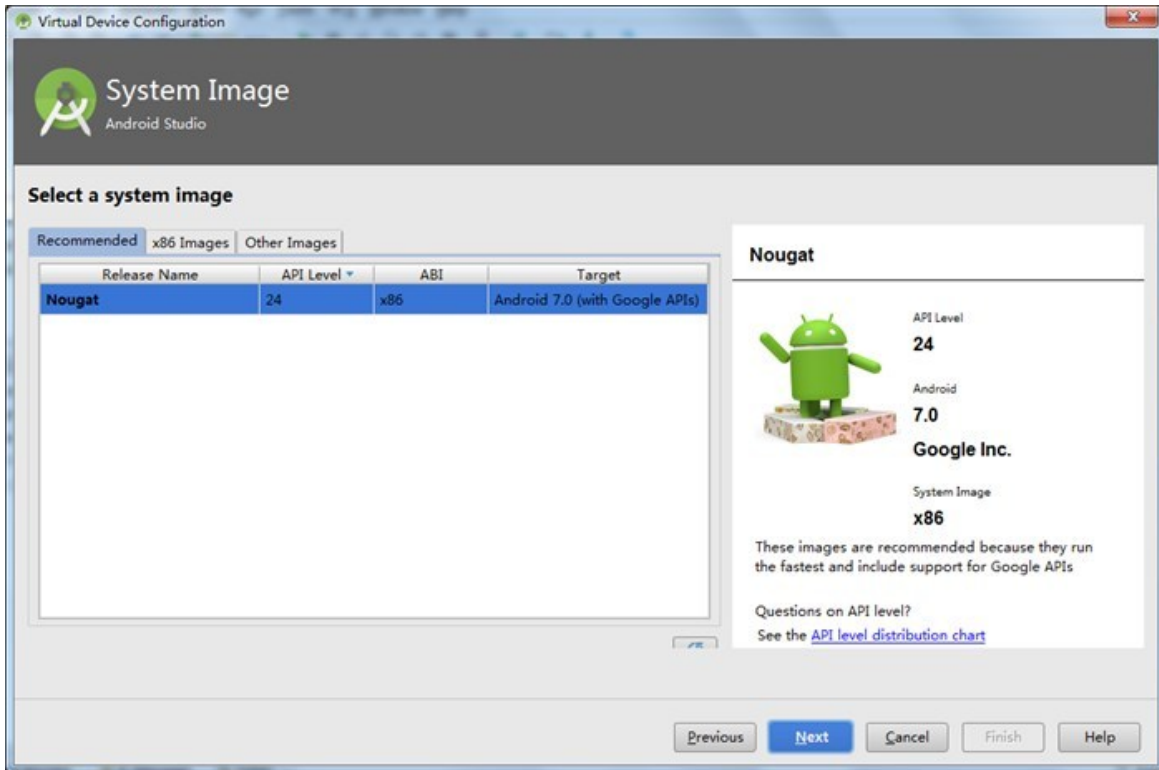 Virtual Device Configuration
System Image
Android Studio
Select a system image
Recommended x86 Images Other Images
Release Name API Level ABI Target
Nougat 24 x86 Android 7.0 (with Google APIs)
Nougat
API Level
24
Android
7.0
Google Inc.
System Image
x86
These images are recommended because they run
the fastest and include support for Google APIs
Questions on API level?
See the API level distribution chart
Previous Next Cancel Finish Help